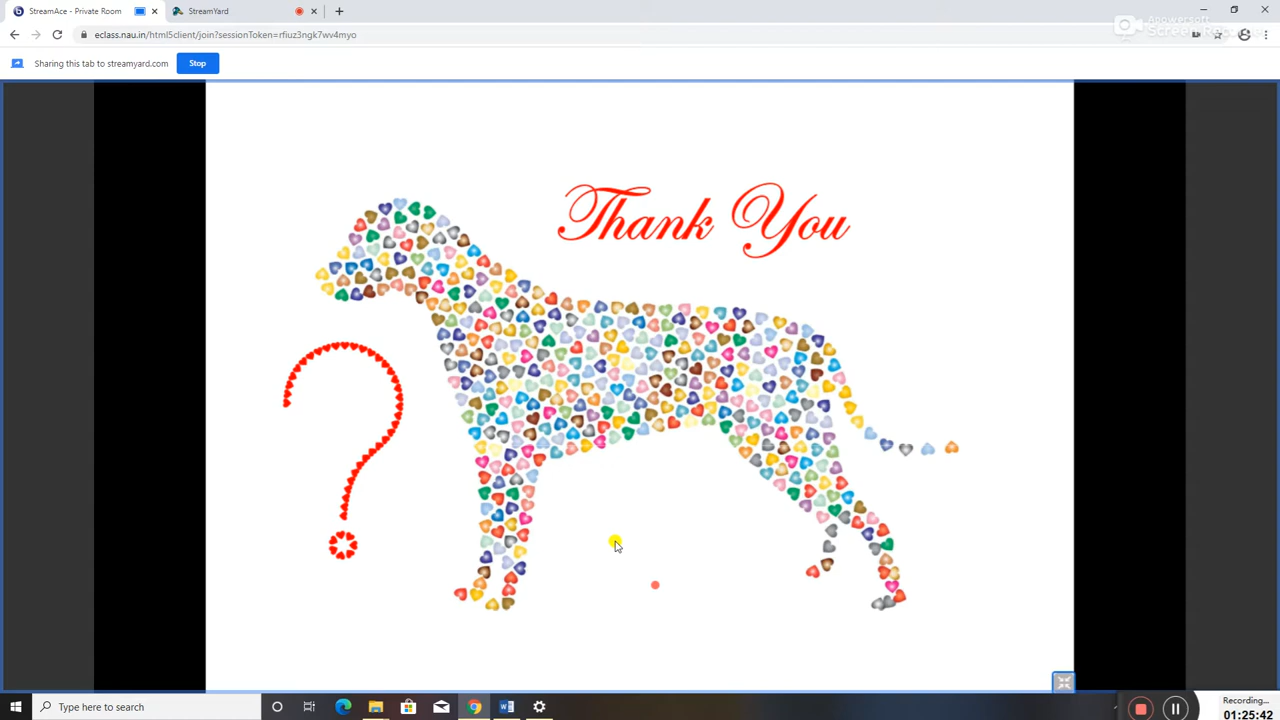 StreamAce - Private Room
StreamYard
eclass.nau.in/html5client/join?sessionToken=rfiuz3ngk7wv4myo
Apowersoft
Sharing this tab to streamyard.com
Stop
Thank You
?
Type here to search
Recording...
01:25:42